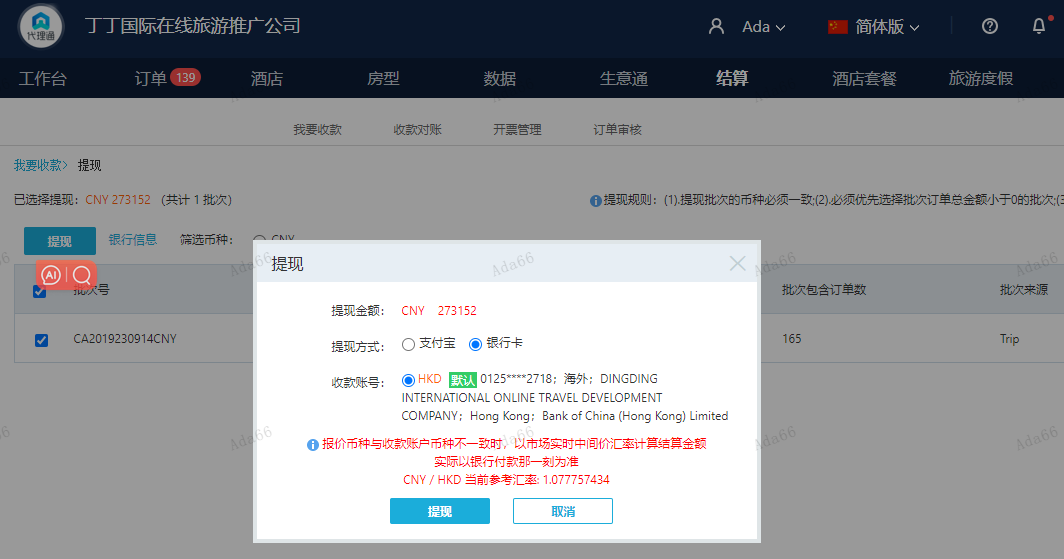 代理通
丁丁国际在线旅游推广公司
Ada
简体版
工作台
订单 139
酒店
房型
数据
生意通
结算
酒店套餐
旅游度假
我要收款
收款对账
开票管理
订单审核
我要收款> 提现
已选择提现：CNY 273152 (共计 1 批次)
提现规则：(1).提现批次的币种必须一致;(2).必须优先选择批次订单总金额小于0的批次;(3
提现
银行信息
筛选币种：
CNY
AI
批次号
批次包含订单数
批次来源
CA2019230914CNY
165
Trip
提现
提现金额： CNY 273152
提现方式： 支付宝 银行卡
收款账号： HKD 默认 0125****2718；海外；DINGDING
INTERNATIONAL ONLINE TRAVEL DEVELOPMENT
COMPANY；Hong Kong；Bank of China (Hong Kong) Limited
报价币种与收款账户币种不一致时，以市场实时中间价汇率计算结算金额
实际以银行付款那一刻为准
CNY / HKD 当前参考汇率: 1.077757434
提现
取消
Ada66
Ada66
Ada66
Ada66
Ada66
Ada66
Ada66
Ada66